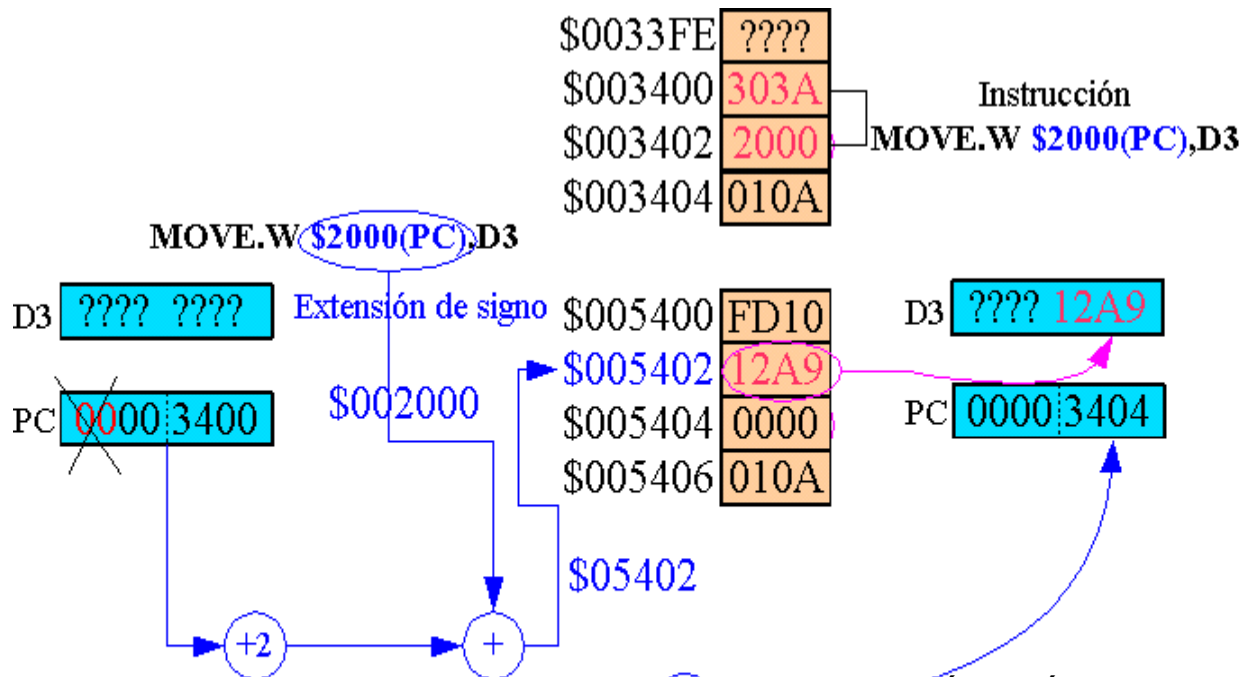 $0033FE ????
$003400 303A
Instrucción
$003402 2000
MOVE.W $2000(PC),D3
$003404 010A
MOVE.W $2000(PC),D3
D3 ???? ????
Extensión de signo
$005400 FD10
D3 ???? 12A9
$005402 12A9
PC 0000 3400
$002000
$005404 0000
PC 0000 3404
$005406 010A
$05402
+2
+